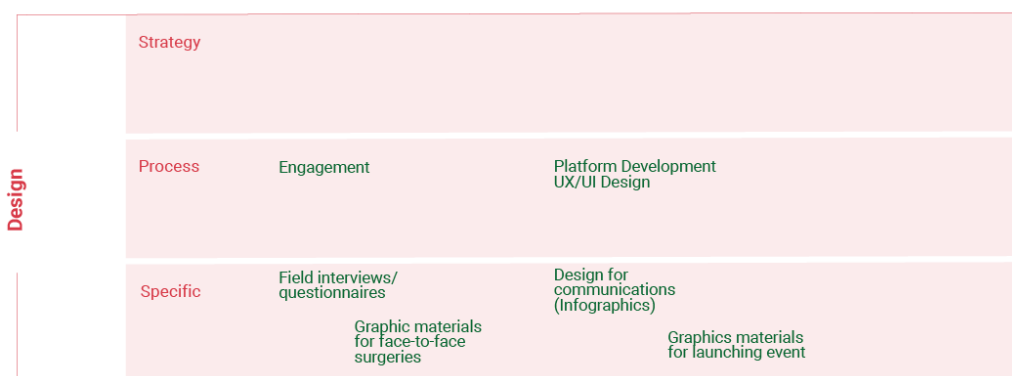 Design
Strategy
Process
Engagement
Platform Development
UX/UI Design
Specific
Field interviews/
questionnaires
Graphic materials
for face-to-face
surgeries
Design for
communications
(Infographics)
Graphics materials
for launching event